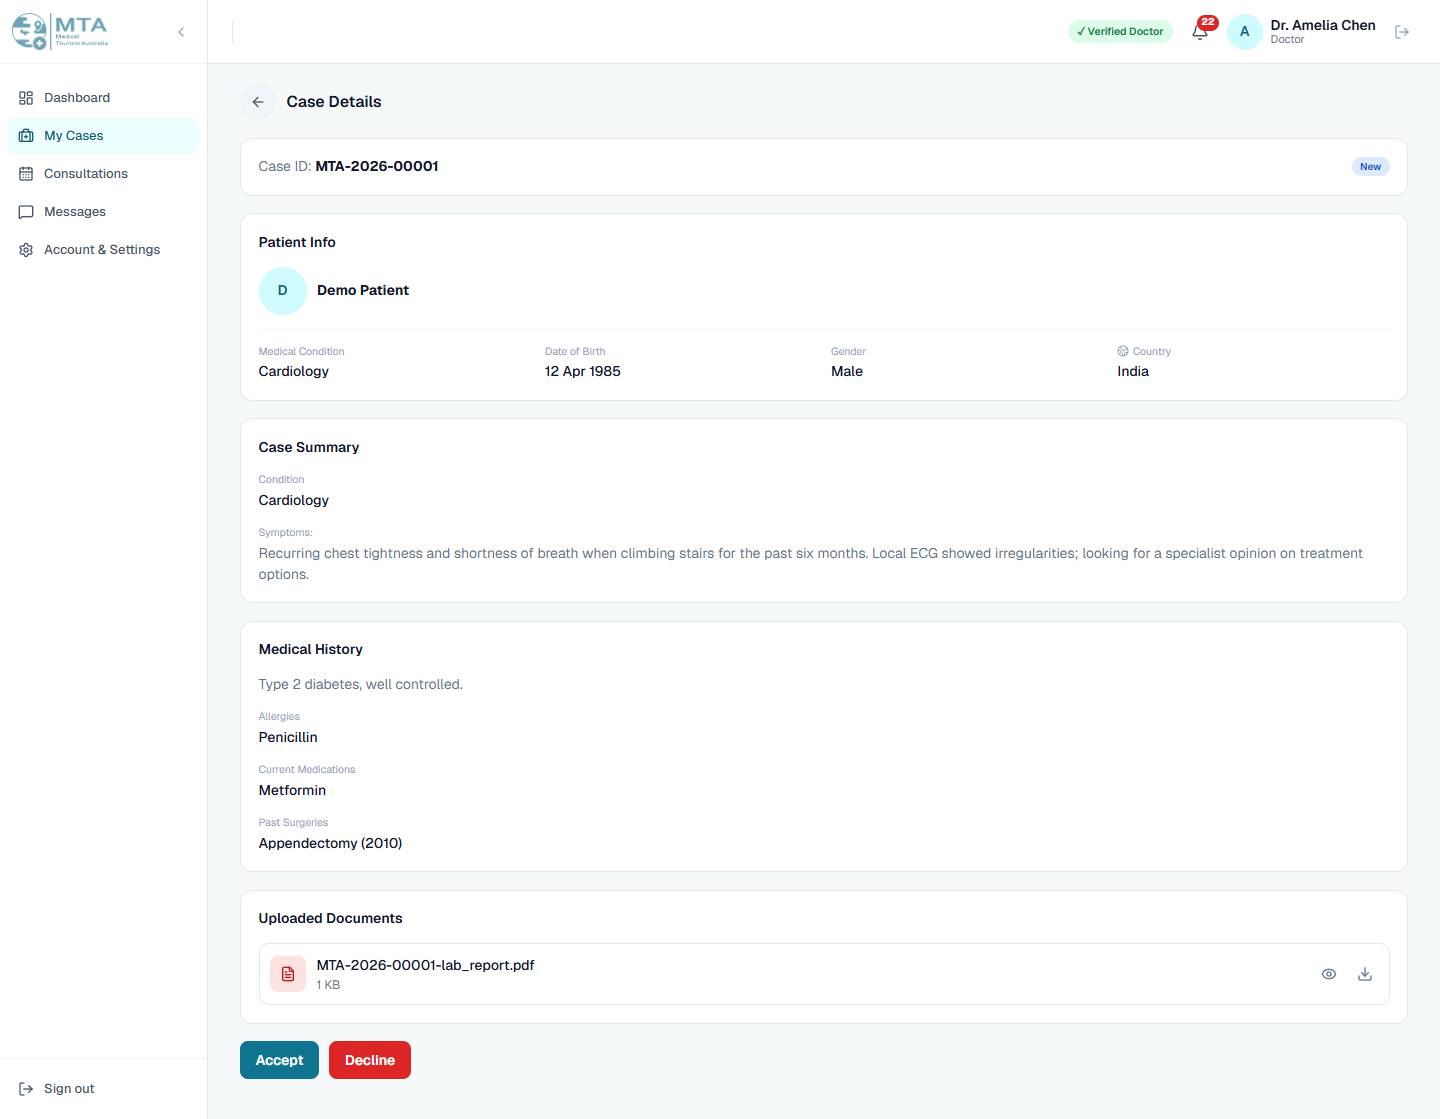 MTA
Medical
Tourism Australia
✓ Verified Doctor
22
A
Dr. Amelia Chen
Doctor
Dashboard
My Cases
Consultations
Messages
Account & Settings
Sign out
Case Details
Case ID: MTA-2026-00001
New
Patient Info
D
Demo Patient
Medical Condition
Cardiology
Date of Birth
12 Apr 1985
Gender
Male
Country
India
Case Summary
Condition
Cardiology
Symptoms:
Recurring chest tightness and shortness of breath when climbing stairs for the past six months. Local ECG showed irregularities; looking for a specialist opinion on treatment
options.
Medical History
Type 2 diabetes, well controlled.
Allergies
Penicillin
Current Medications
Metformin
Past Surgeries
Appendectomy (2010)
Uploaded Documents
MTA-2026-00001-lab_report.pdf
1 KB
Accept
Decline